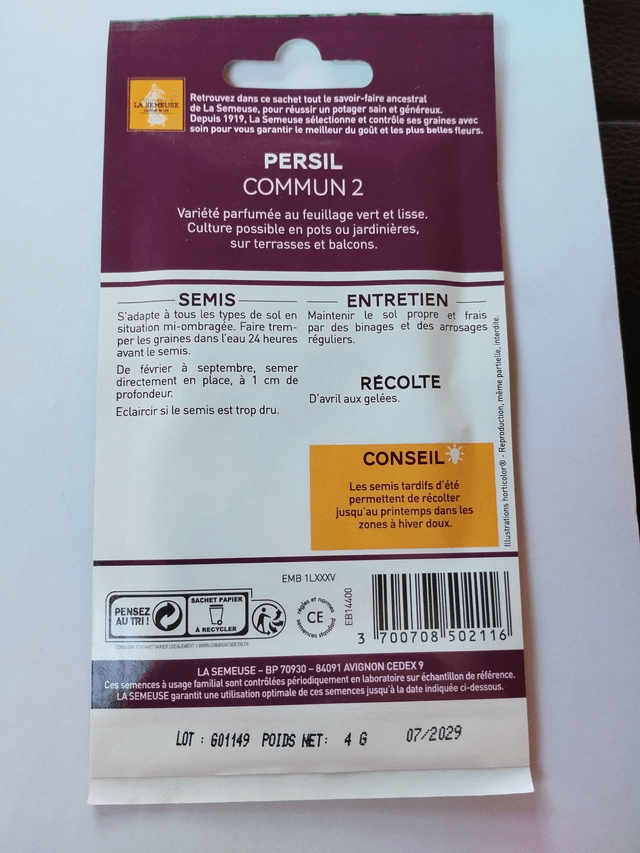 LA SEMEUSE
Retrouvez dans ce sachet tout le savoir-faire ancestral
de La Semeuse, pour réussir un potager sain et généreux.
Depuis 1919, La Semeuse sélectionne et contrôle ses graines avec
soin pour vous garantir le meilleur du goût et les plus belles fleurs.
PERSIL
COMMUN 2
Variété parfumée au feuillage vert et lisse.
Culture possible en pots ou jardinières,
sur terrasses et balcons.
SEMIS
S'adapte à tous les types de sol en
situation mi-ombragée. Faire trem-
per les graines dans l'eau 24 heures
avant le semis.
De février à septembre, semer
directement en place, à 1 cm de
profondeur.
Eclaircir si le semis est trop dru.
ENTRETIEN
Maintenir le sol propre et frais
par des binages et des arrosages
réguliers.
RÉCOLTE
D'avril aux gelées.
CONSEIL
Les semis tardifs d'été
permettent de récolter
jusqu'au printemps dans les
zones à hiver doux.
Illustrations horticolor® - Reproduction, même partielle, interdite.
EMB 1LXXXV
PENSEZ
AU TRI !
SACHET PAPIER
À RECYCLER
règles et normes
CE
semences standard
EB14400
3 700708 502116
LA SEMEUSE – BP 70930 – 84091 AVIGNON CEDEX 9
Ces semences à usage familial sont contrôlées périodiquement en laboratoire sur échantillon de référence.
LA SEMEUSE garantit une utilisation optimale de ces semences jusqu'à la date indiquée ci-dessous.
LOT : 601149 POIDS NET: 4 G 07/2029